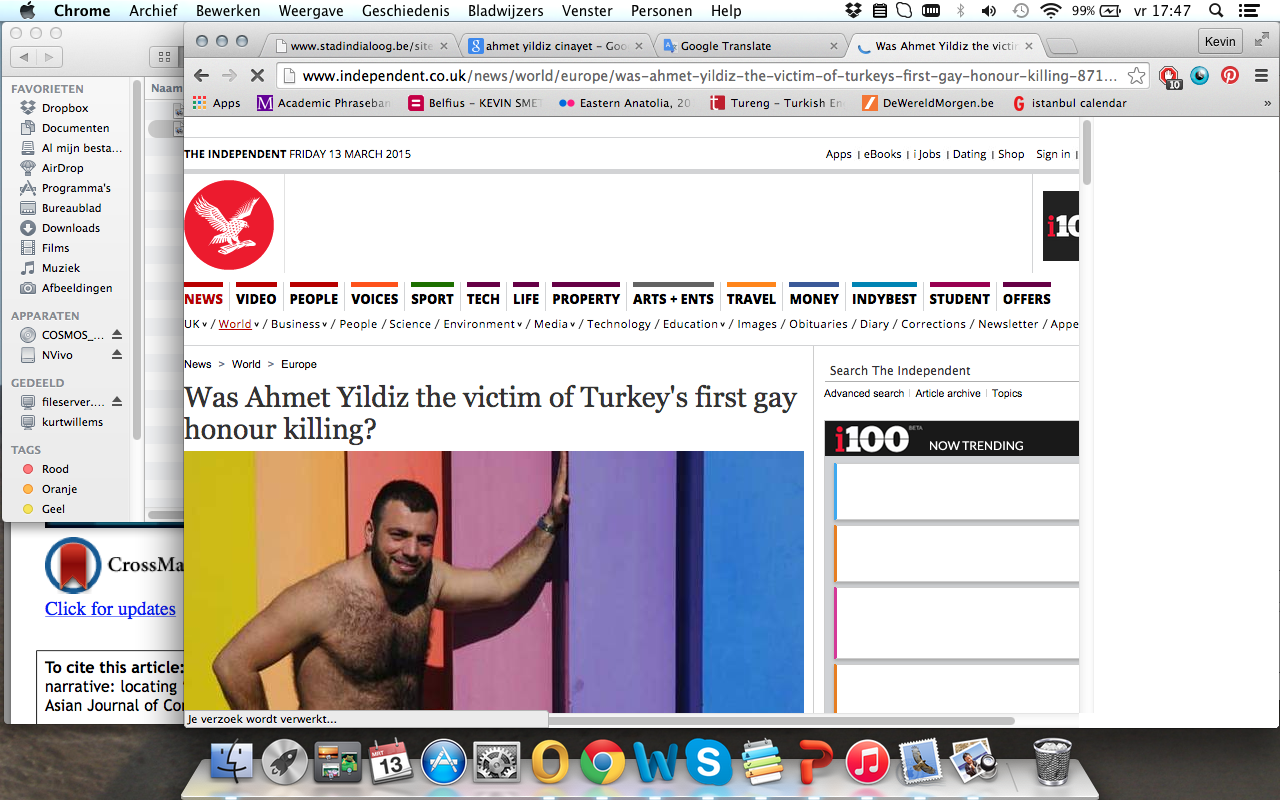 Chrome Archief Bewerken Weergave Geschiedenis Bladwijzers Venster Personen Help 99% vr 17:47
www.stadindialoog.be/site ahmet yildiz cinayet – Goo Google Translate Was Ahmet Yildiz the victim Kevin
www.independent.co.uk/news/world/europe/was-ahmet-yildiz-the-victim-of-turkeys-first-gay-honour-killing-871... 10
Apps Academic Phraseban Belfius – KEVIN SMET Eastern Anatolia, 20 Tureng – Turkish En DeWereldMorgen.be istanbul calendar »
Naam
FAVORIETEN
Dropbox
Documenten
Al mijn besta...
AirDrop
Programma's
Bureaublad
Downloads
Films
Muziek
Afbeeldingen
APPARATEN
COSMOS_...
NVivo
GEDEELD
fileserver....
kurtwillems
TAGS
Rood
Oranje
Geel
CrossMa
Click for updates
To cite this article:
narrative: locating
Asian Journal of Co
THE INDEPENDENT FRIDAY 13 MARCH 2015
Apps eBooks i Jobs Dating Shop Sign in
i10
NEWS VIDEO PEOPLE VOICES SPORT TECH LIFE PROPERTY ARTS + ENTS TRAVEL MONEY INDYBEST STUDENT OFFERS
UK / World / Business / People / Science / Environment / Media / Technology / Education / Images / Obituaries / Diary / Corrections / Newsletter / Appe
News > World > Europe
Was Ahmet Yildiz the victim of Turkey's first gay
honour killing?
Search The Independent
Advanced search Article archive Topics
i100 BETA NOW TRENDING
Je verzoek wordt verwerkt...
MRT
13